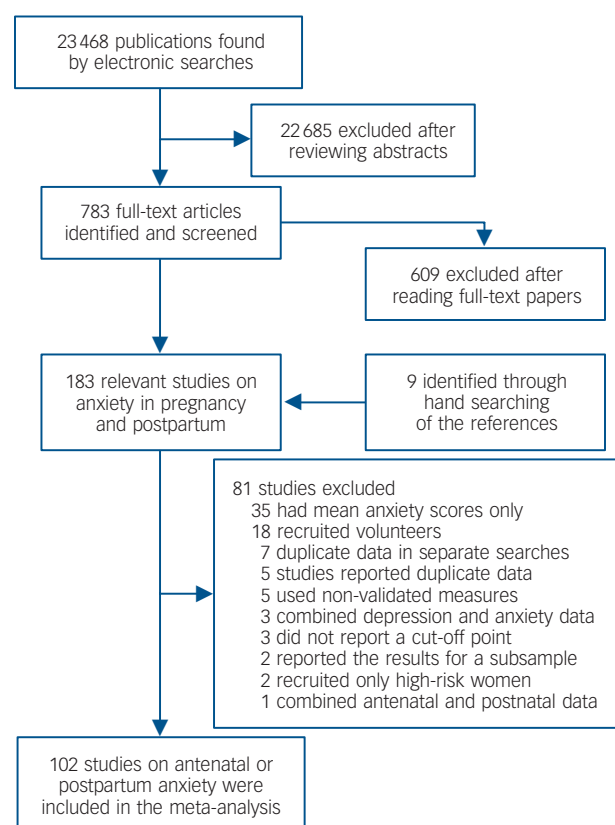 23 468 publications found
by electronic searches
22 685 excluded after
reviewing abstracts
783 full-text articles
identified and screened
609 excluded after
reading full-text papers
183 relevant studies on
anxiety in pregnancy
and postpartum
9 identified through
hand searching
of the references
81 studies excluded
35 had mean anxiety scores only
18 recruited volunteers
7 duplicate data in separate searches
5 studies reported duplicate data
5 used non-validated measures
3 combined depression and anxiety data
3 did not report a cut-off point
2 reported the results for a subsample
2 recruited only high-risk women
1 combined antenatal and postnatal data
102 studies on antenatal or
postpartum anxiety were
included in the meta-analysis